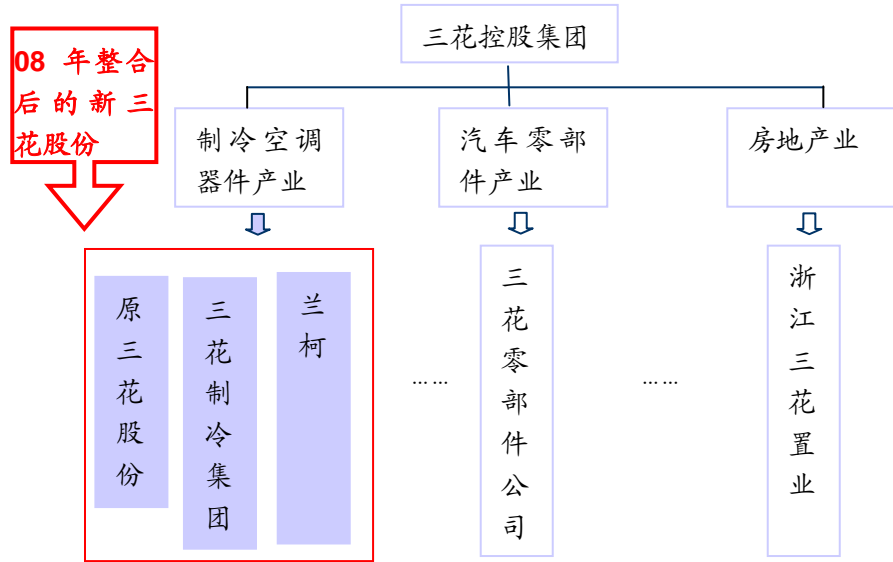 三花控股集团
08 年整合
后的新三
花股份
制冷空调
器件产业
汽车零部
件产业
房地产业
原三花股份
三花制冷集团
兰柯
……
三花零部件公司
……
浙江三花置业